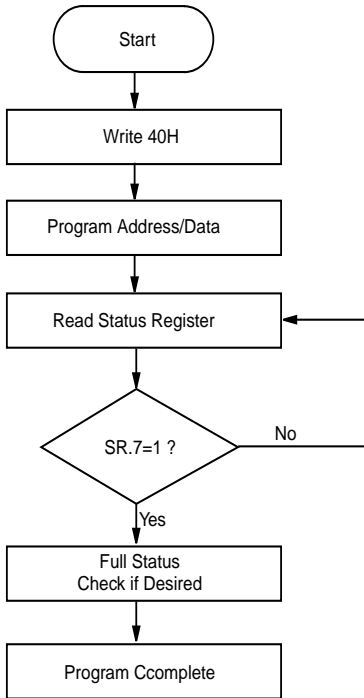 Start
Write 40H
Program Address/Data
Read Status Register
SR.7=1 ?
No
Yes
Full Status
Check if Desired
Program Ccomplete